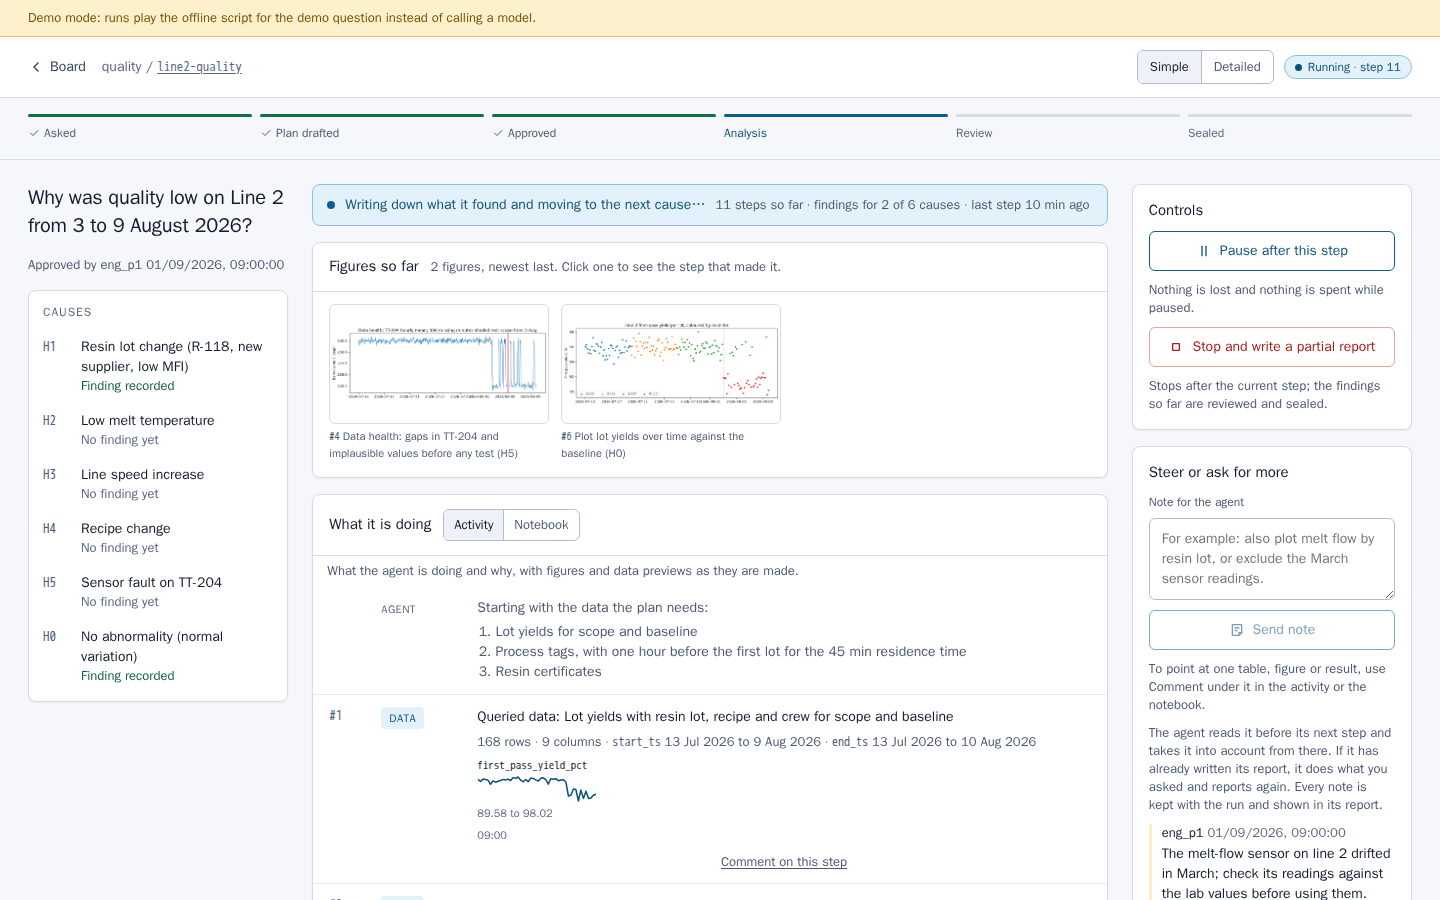 Demo mode: runs play the offline script for the demo question instead of calling a model.
Board quality / line2-quality
Simple Detailed Running · step 11
Asked Plan drafted Approved Analysis Review Sealed
Why was quality low on Line 2
from 3 to 9 August 2026?
Approved by eng_p1 01/09/2026, 09:00:00
CAUSES
H1 Resin lot change (R-118, new
supplier, low MFI)
Finding recorded
H2 Low melt temperature
No finding yet
H3 Line speed increase
No finding yet
H4 Recipe change
No finding yet
H5 Sensor fault on TT-204
No finding yet
H0 No abnormality (normal
variation)
Finding recorded
Writing down what it found and moving to the next cause··· 11 steps so far · findings for 2 of 6 causes · last step 10 min ago
Figures so far 2 figures, newest last. Click one to see the step that made it.
Line 2 first-pass yield per lot, coloured by resin lot
#4 Data health: gaps in TT-204 and
implausible values before any test (H5)
#6 Plot lot yields over time against the
baseline (H0)
What it is doing Activity Notebook
What the agent is doing and why, with figures and data previews as they are made.
AGENT Starting with the data the plan needs:
1. Lot yields for scope and baseline
2. Process tags, with one hour before the first lot for the 45 min residence time
3. Resin certificates
#1 DATA Queried data: Lot yields with resin lot, recipe and crew for scope and baseline
168 rows · 9 columns · start_ts 13 Jul 2026 to 9 Aug 2026 · end_ts 13 Jul 2026 to 10 Aug 2026
first_pass_yield_pct
89.58 to 98.02
09:00
Comment on this step
Controls
Pause after this step
Nothing is lost and nothing is spent while
paused.
Stop and write a partial report
Stops after the current step; the findings
so far are reviewed and sealed.
Steer or ask for more
Note for the agent
For example: also plot melt flow by
resin lot, or exclude the March
sensor readings.
Send note
To point at one table, figure or result, use
Comment under it in the activity or the
notebook.
The agent reads it before its next step and
takes it into account from there. If it has
already written its report, it does what you
asked and reports again. Every note is
kept with the run and shown in its report.
eng_p1 01/09/2026, 09:00:00
The melt-flow sensor on line 2 drifted
in March; check its readings against
the lab values before using them.